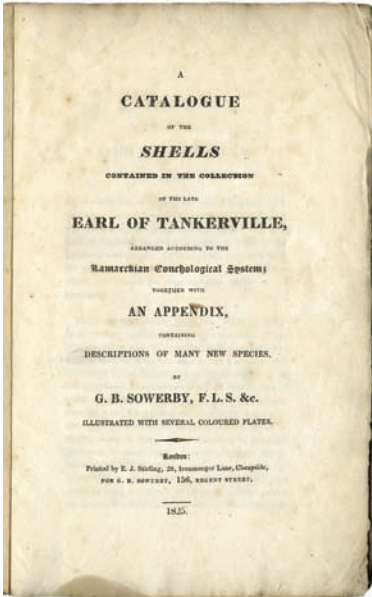 A
CATALOGUE
OF THE
SHELLS
CONTAINED IN THE COLLECTION
OF THE LATE
EARL OF TANKERVILLE,
ARRANGED ACCORDING TO THE
Lamarckian Conchological System;
TOGETHER WITH
AN APPENDIX,
CONTAINING
DESCRIPTIONS OF MANY NEW SPECIES,
BY
G. B. SOWERBY, F. L. S. &c.
ILLUSTRATED WITH SEVERAL COLOURED PLATES.
London:
Printed by E. J. Stirling, 20, Ironmonger Lane, Cheapside,
FOR G. B. SOWERBY, 156, REGENT STREET.
1825.